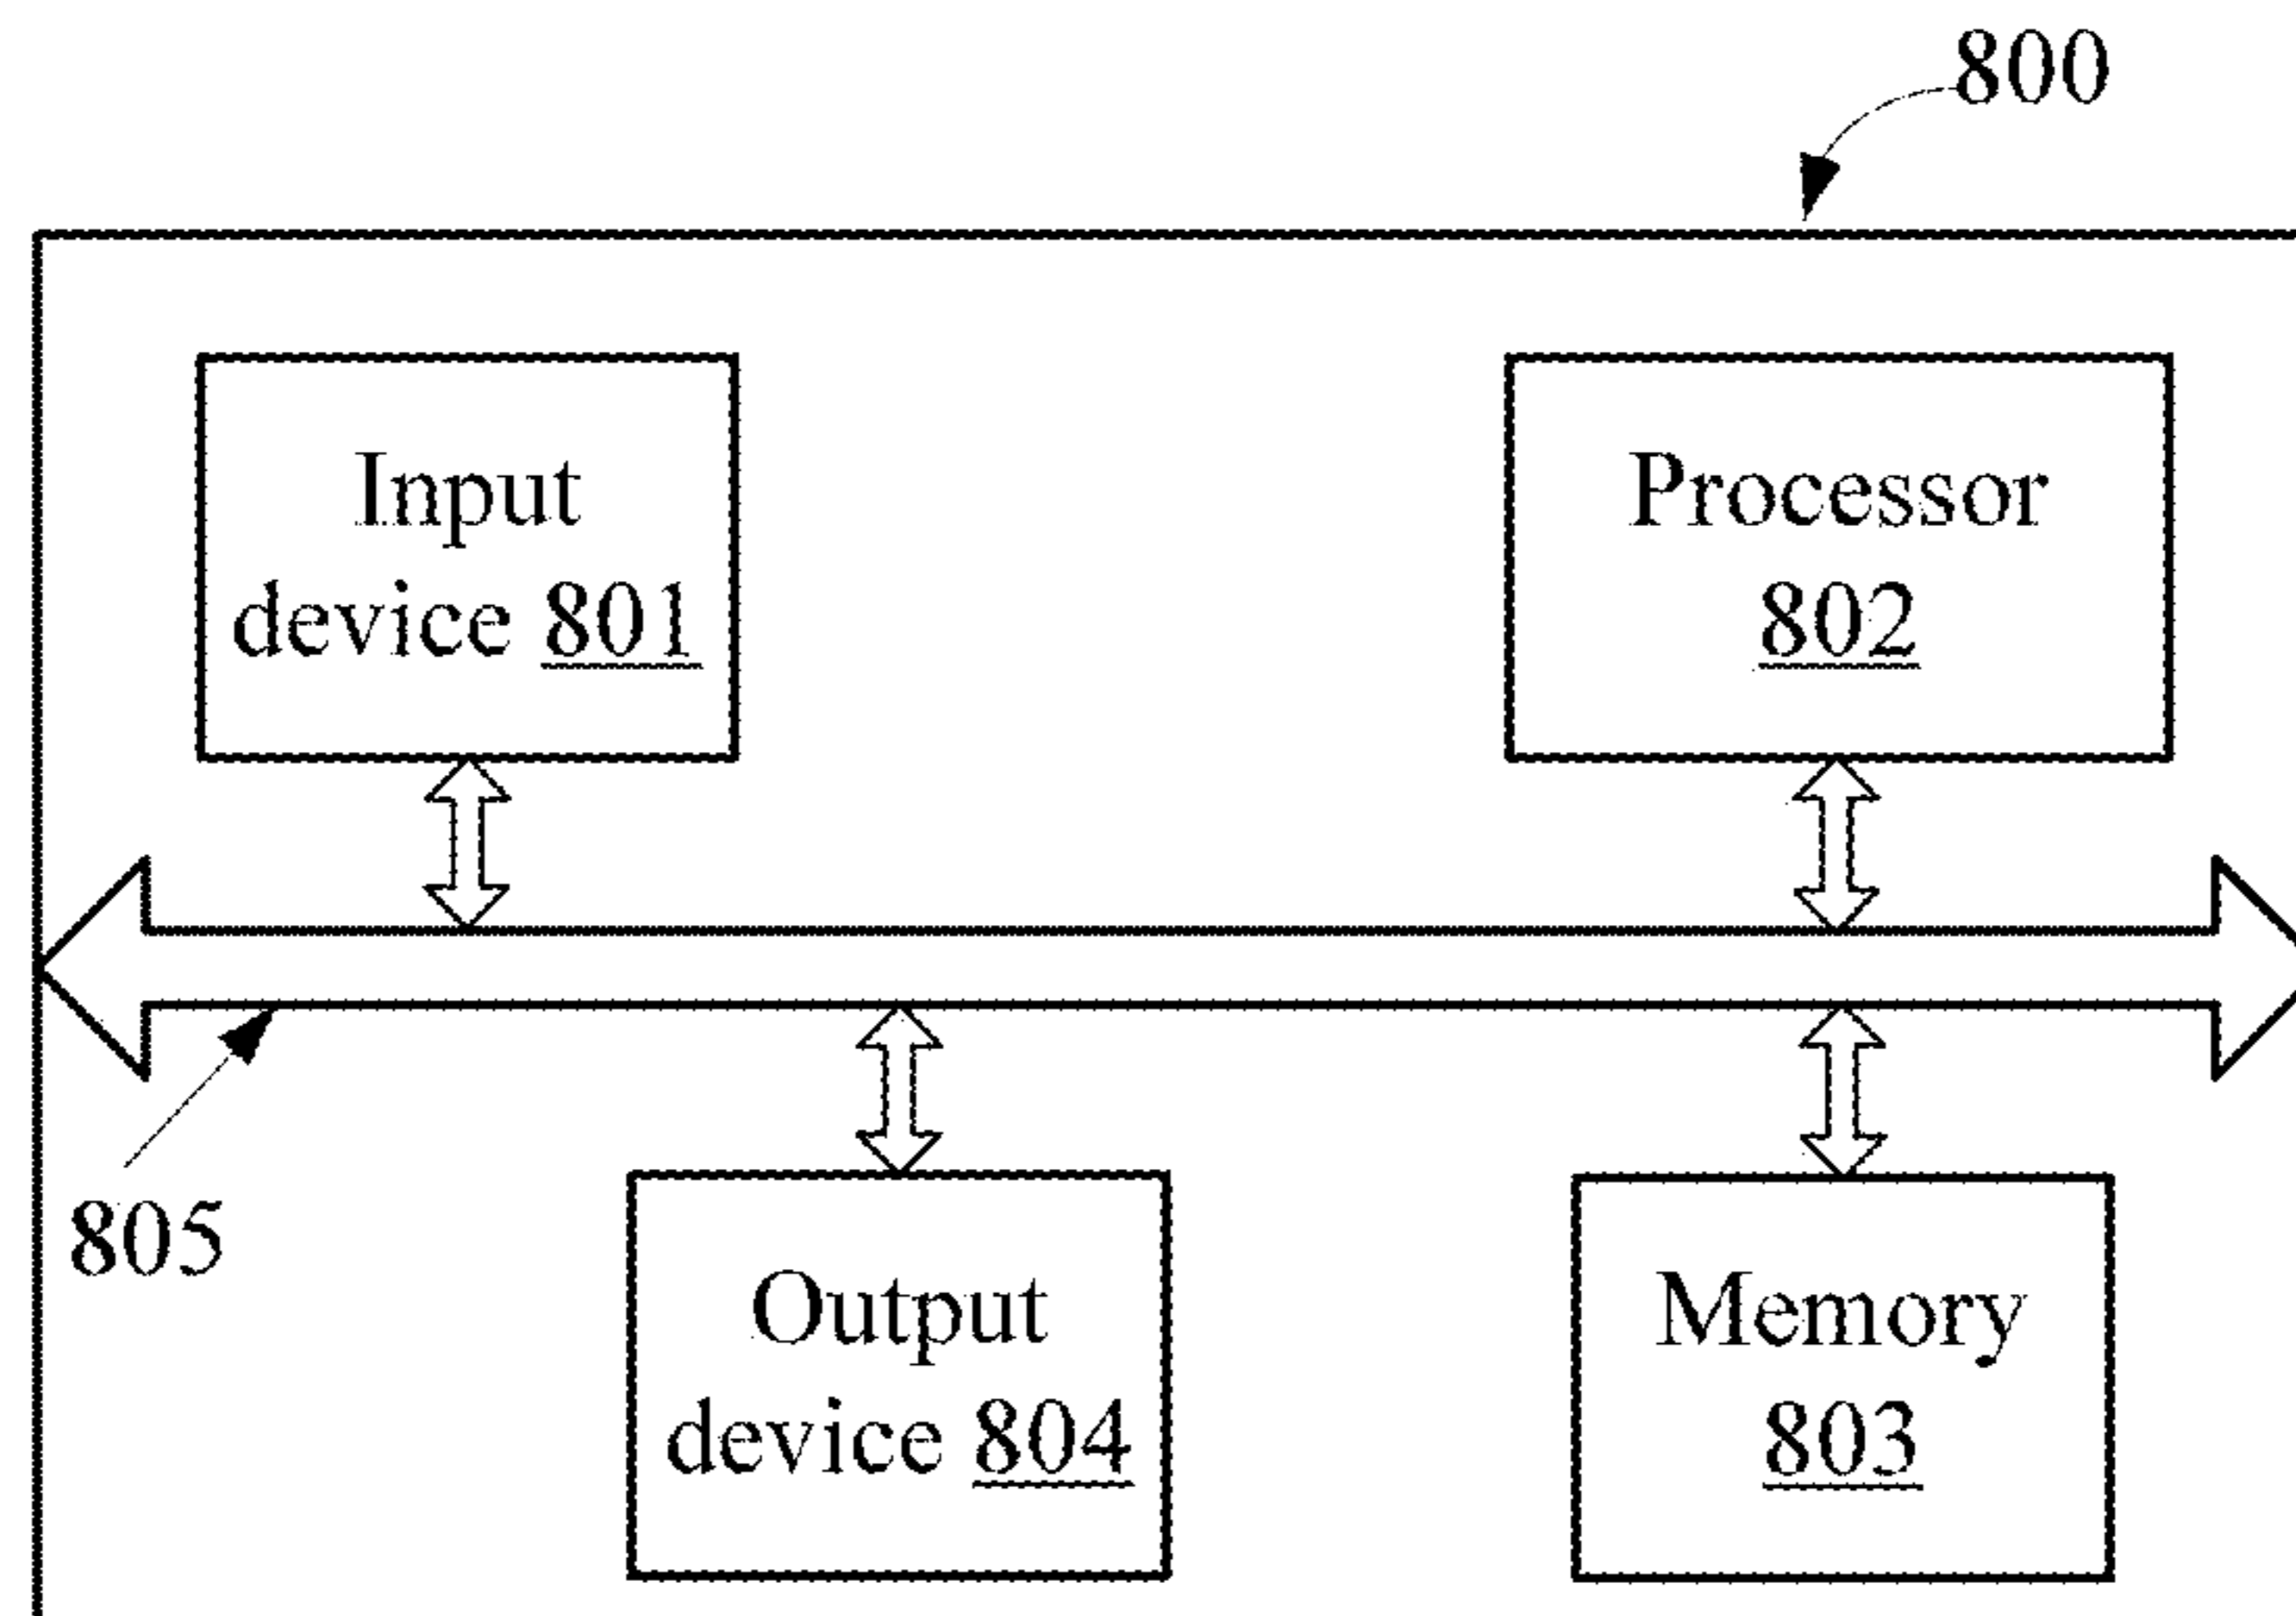 800
Input
device 801
Processor
802
805
Output
device 804
Memory
803